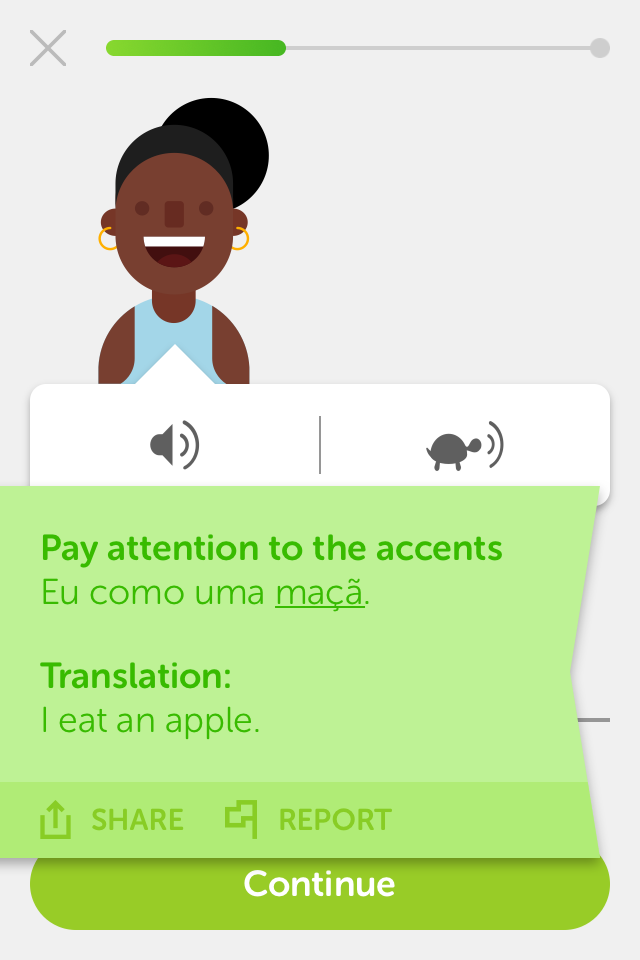 Pay attention to the accents
Eu como uma maçã.
Translation:
I eat an apple.
SHARE REPORT
Continue